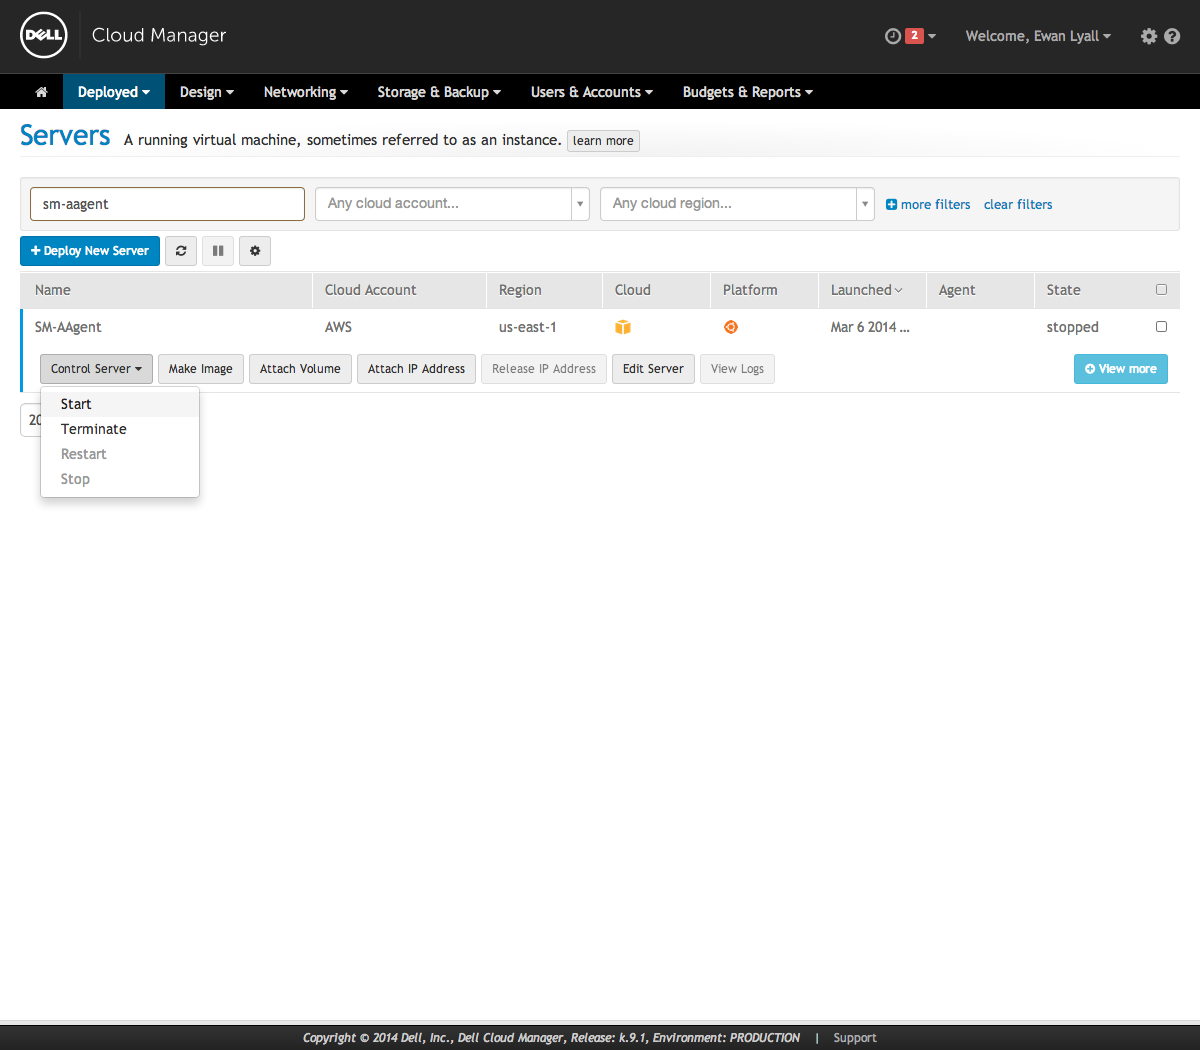 DELL Cloud Manager 2 Welcome, Ewan Lyall
Deployed Design Networking Storage & Backup Users & Accounts Budgets & Reports
Servers A running virtual machine, sometimes referred to as an instance. learn more
sm-aagent Any cloud account... Any cloud region... more filters clear filters
Deploy New Server
Name Cloud Account Region Cloud Platform Launched Agent State
SM-AAgent AWS us-east-1 Mar 6 2014 ... stopped
Control Server Make Image Attach Volume Attach IP Address Release IP Address Edit Server View Logs View more
Start
20
Terminate
Restart
Stop
Copyright © 2014 Dell, Inc., Dell Cloud Manager, Release: k.9.1, Environment: PRODUCTION | Support